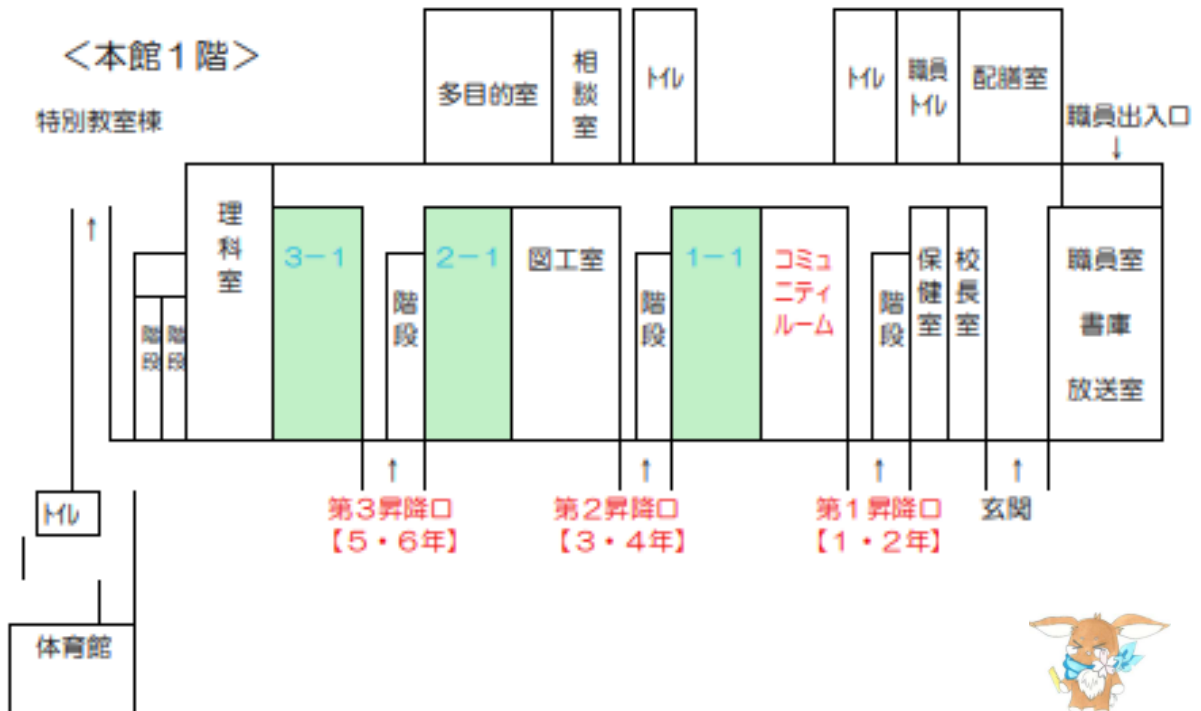 ＜本館１階＞
特別教室棟
多目的室
相
談
室
トイレ
トイレ
職員
トイレ
配膳室
職員出入口
↓
↑
理
科
室
3－1
2－1
図工室
1－1
コミュ
ニティ
ルーム
保
健
室
校
長
室
職員室
書庫
放送室
階
段
階
段
階
段
階
段
階
段
↑
↑
↑
↑
第３昇降口
【５・６年】
第２昇降口
【３・４年】
第１昇降口
【１・２年】
玄関
トイレ
体育館